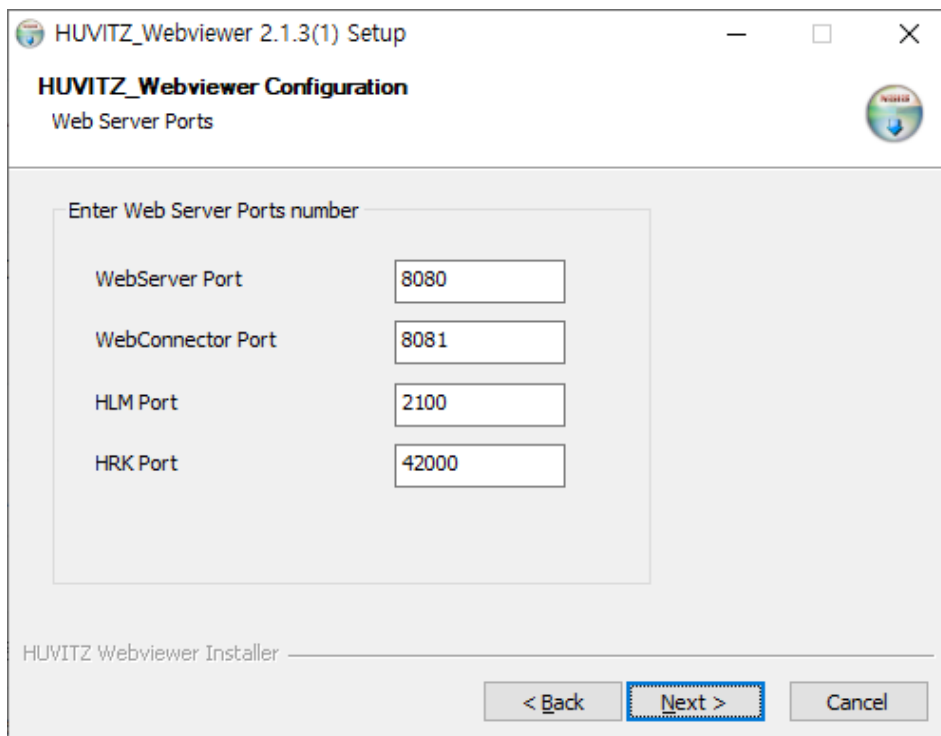 HUVITZ_Webviewer 2.1.3(1) Setup
HUVITZ_Webviewer Configuration
Web Server Ports
Enter Web Server Ports number
WebServer Port 8080
WebConnector Port 8081
HLM Port 2100
HRK Port 42000
HUVITZ Webviewer Installer
< Back Next > Cancel